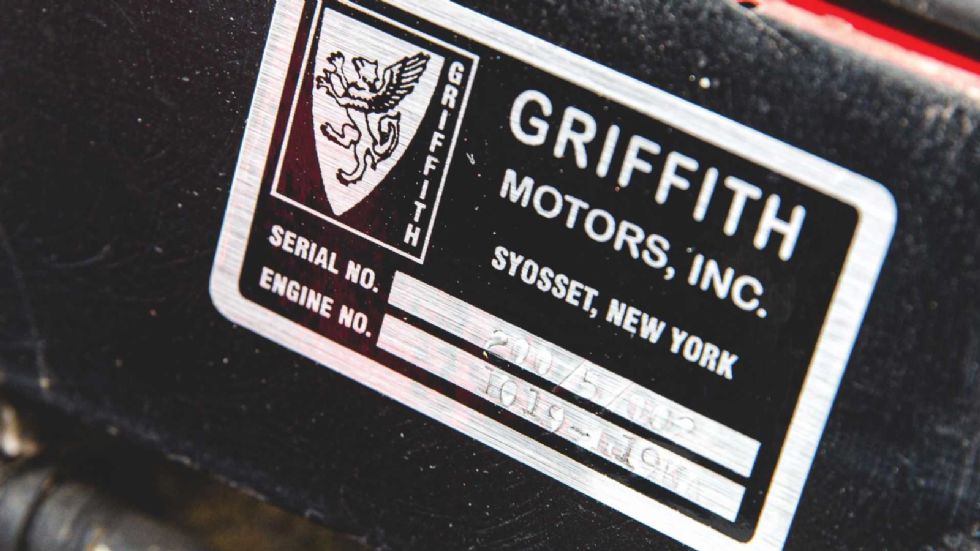 GRIFFITH
GRIFFITH
MOTORS, INC.
SYOSSET, NEW YORK
SERIAL NO.
ENGINE NO.